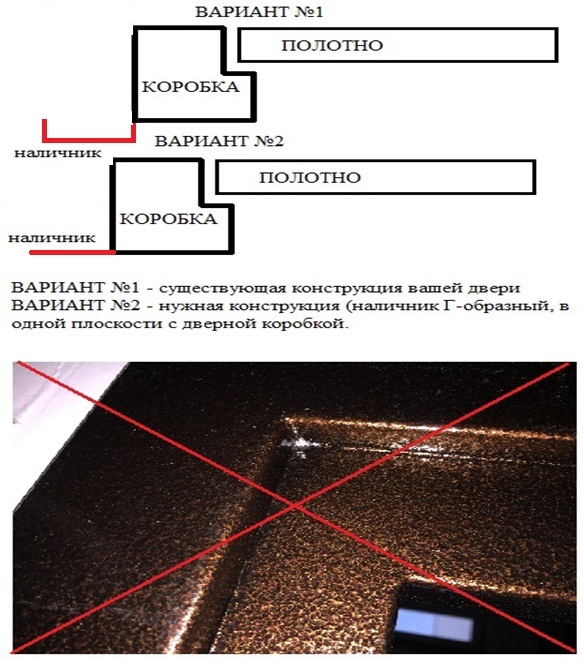 ВАРИАНТ №1
ПОЛОТНО
КОРОБКА
наличник
ВАРИАНТ №2
ПОЛОТНО
КОРОБКА
наличник
ВАРИАНТ №1 - существующая конструкция вашей двери
ВАРИАНТ №2 - нужная конструкция (наличник Г-образный, в
одной плоскости с дверной коробкой.